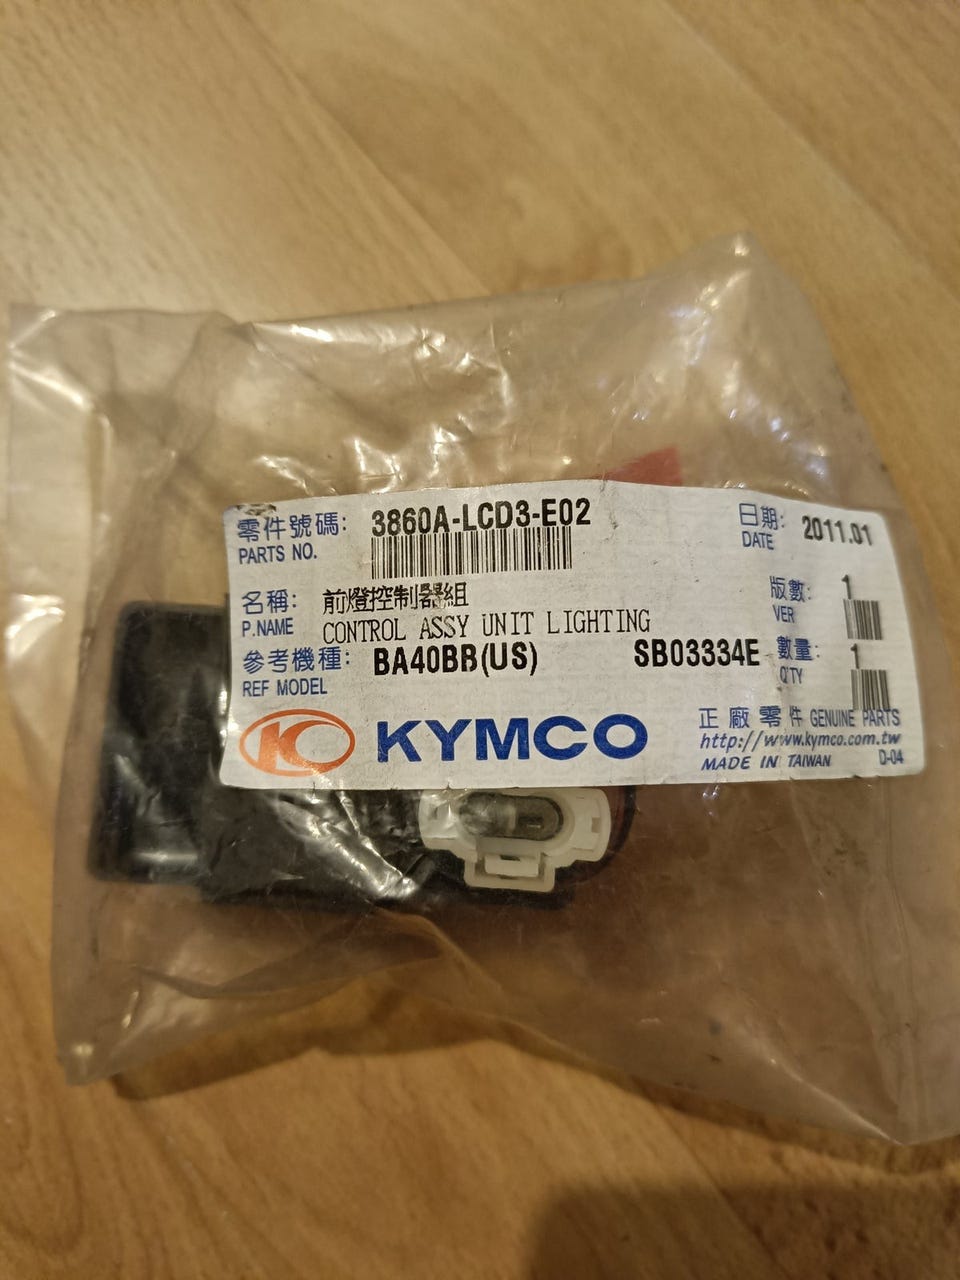 零件號碼: 3860A-LCD3-E02 日期: 2011.01
PARTS NO. DATE
名稱: 前燈控制器組 版數: 1
P.NAME CONTROL ASSY UNIT LIGHTING VER
參考機種: BA40BB(US) SB03334E 數量: 1
REF MODEL Q'TY
KYMCO 正廠零件 GENUINE PARTS
http://www.kymco.com.tw
MADE IN TAIWAN D-04